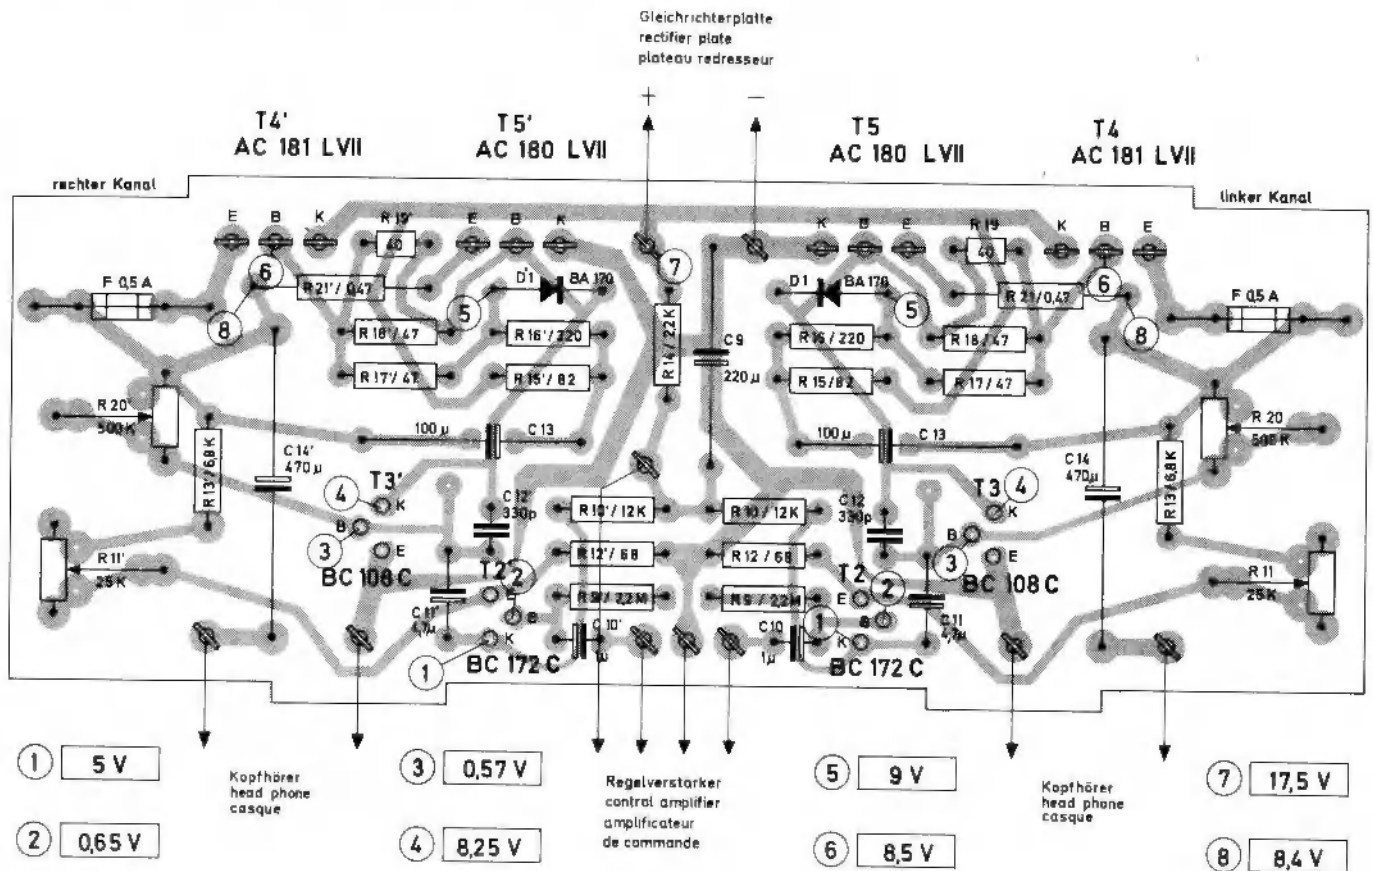 Gleichrichterplatte
rectifier plate
plateau redresseur
+ −
T4' T5' T5 T4
AC 181 LVII AC 180 LVII AC 180 LVII AC 181 LVII
rechter Kanal
linker Kanal
E B K R 19' E B K K B E R 19 K B E
40 40
6 7 6
F 0,5 A R 21'/ 0,47 5 D'1 BA 170 D1 BA 170 5 R 21/0,47 F 0,5 A
8 8
R 18'/ 47 R 16'/220 R 14 / 2,2K C 9 R 16 / 220 R 18 / 47
220 µ
R 17'/ 47 R 15'/ 82 R 15 / 82 R 17 / 47
R 20' R 20
500 K 500 K
100 µ C 13 100 µ C 13
R 13'/ 6,8 K C 14' C 14 R 13 / 6,8K
470 µ 470 µ
T3' T3
4 K C 12' C 12 K 4
330p 330p
R 10'/ 12K R 10 / 12K
3 B B 3
E E
R 12'/ 68 R 12 / 68
R 11' R 11
25 K 25 K
BC 108 C BC 108 C
T2' 2 T2 2
E E
C 11' R 9'/ 2,2M R 9 / 2,2M C 11
4,7µ 4,7µ
B B
C 10' C 10
1µ 1µ
1 K 1 K
BC 172 C BC 172 C
1 5 V
2 0,65 V
Kopfhörer
head phone
casque
3 0,57 V
4 8,25 V
Regelverstärker
control amplifier
amplificateur
de commande
5 9 V
6 8,5 V
Kopfhörer
head phone
casque
7 17,5 V
8 8,4 V